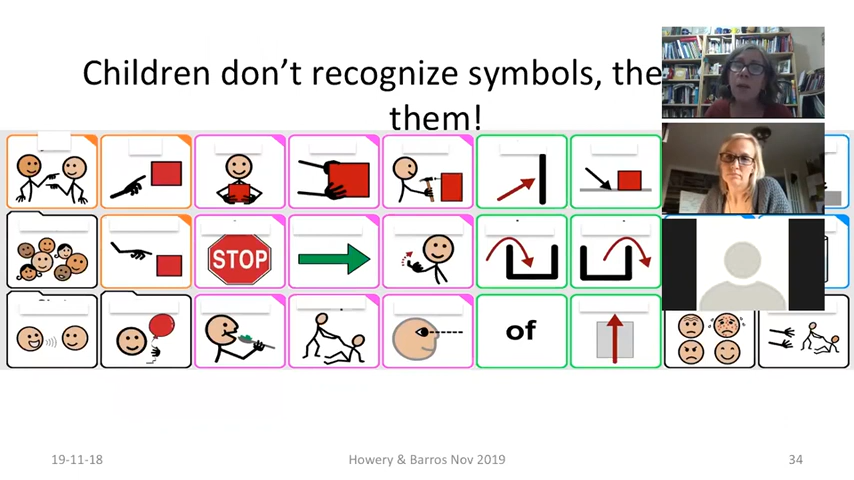 Children don’t recognize symbols, the
them!
STOP
of
19-11-18
Howery & Barros Nov 2019
34